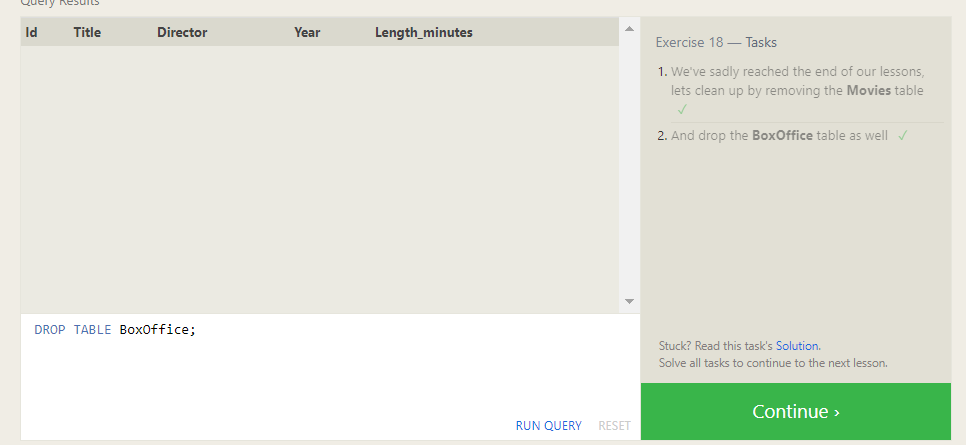 Query Results
Id Title Director Year Length_minutes
Exercise 18 — Tasks
1. We've sadly reached the end of our lessons,
lets clean up by removing the Movies table
✓
2. And drop the BoxOffice table as well ✓
DROP TABLE BoxOffice;
Stuck? Read this task's Solution.
Solve all tasks to continue to the next lesson.
RUN QUERY RESET
Continue ›